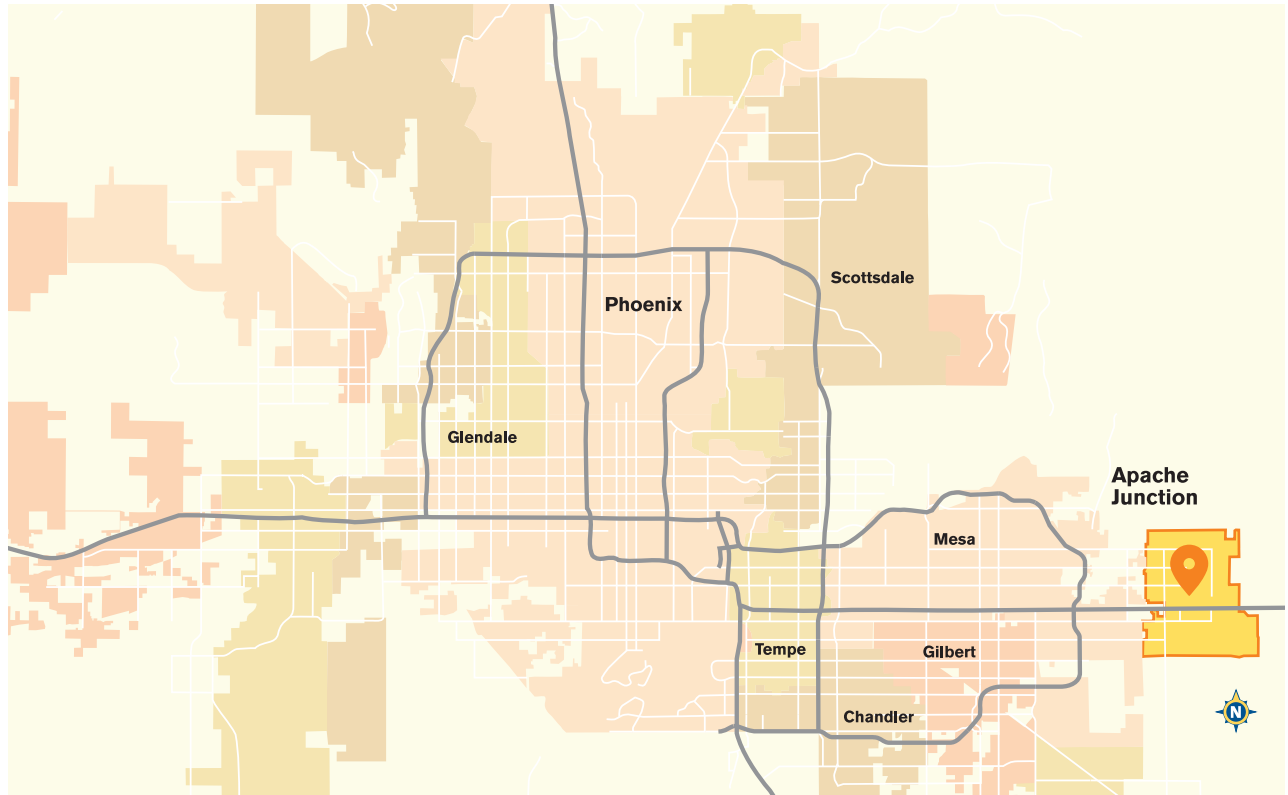 Scottsdale
Phoenix
Glendale
Apache
Junction
Mesa
Tempe
Gilbert
Chandler
N